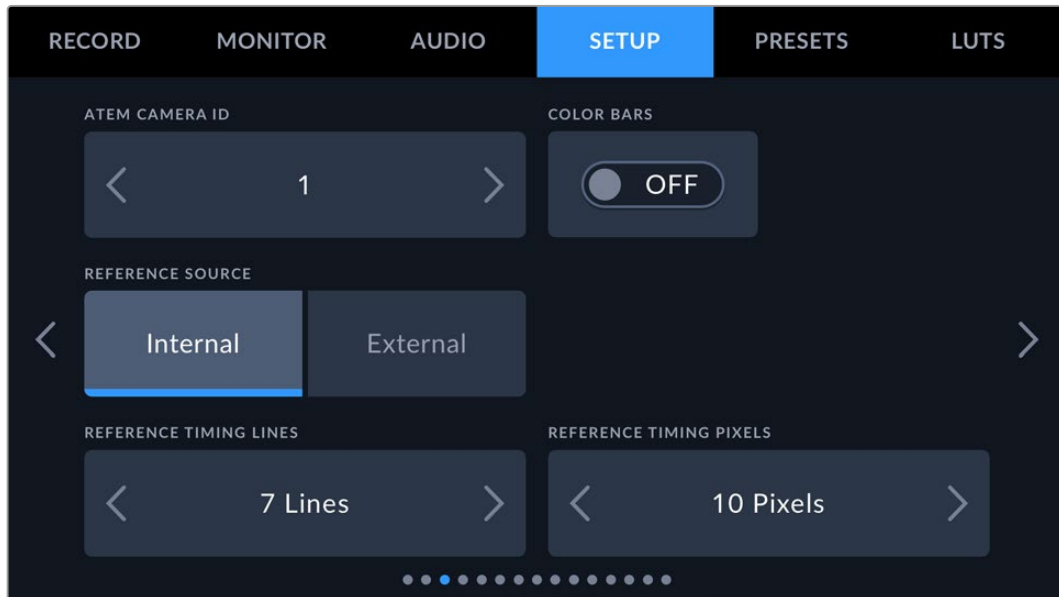 RECORD MONITOR AUDIO SETUP PRESETS LUTS
ATEM CAMERA ID COLOR BARS
1 OFF
REFERENCE SOURCE
Internal External
REFERENCE TIMING LINES REFERENCE TIMING PIXELS
7 Lines 10 Pixels